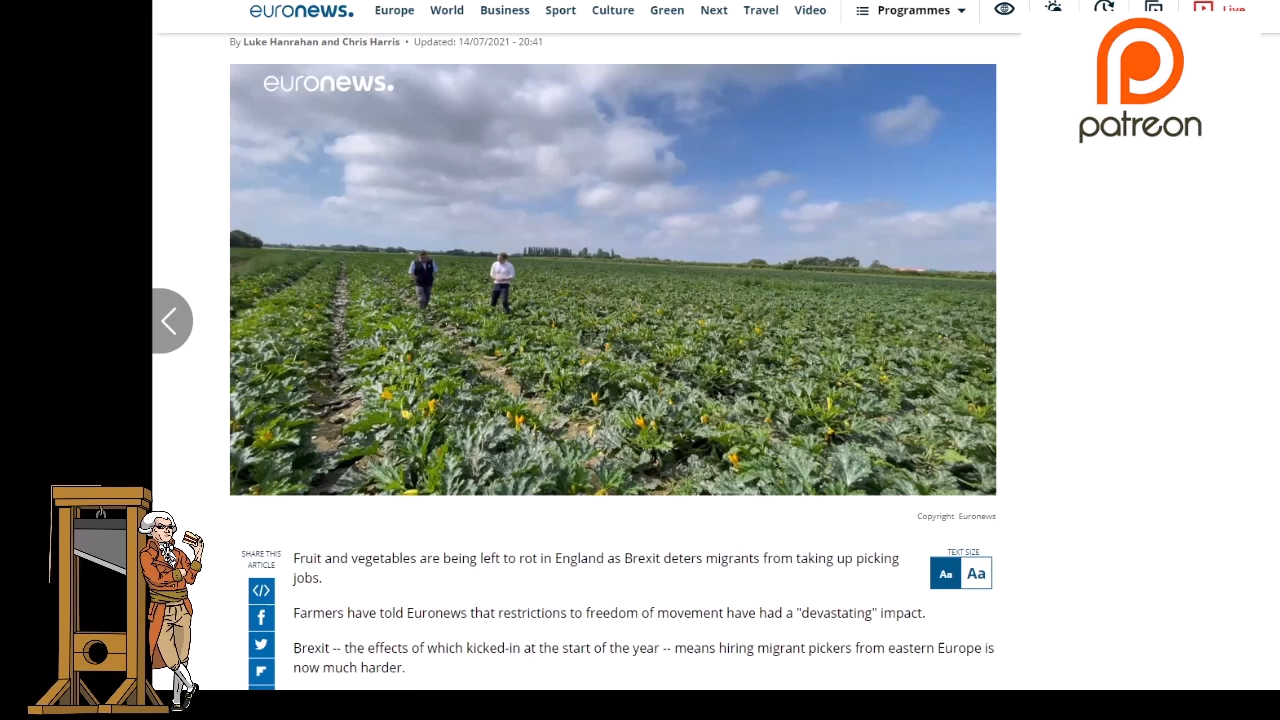 euronews. Europe World Business Sport Culture Green Next Travel Video Programmes Live
By Luke Hanrahan and Chris Harris • Updated: 14/07/2021 - 20:41
euronews.
patreon
Copyright Euronews
SHARE THIS
ARTICLE
Fruit and vegetables are being left to rot in England as Brexit deters migrants from taking up picking
jobs.
TEXT SIZE
Aa Aa
Farmers have told Euronews that restrictions to freedom of movement have had a "devastating" impact.
Brexit -- the effects of which kicked-in at the start of the year -- means hiring migrant pickers from eastern Europe is
now much harder.